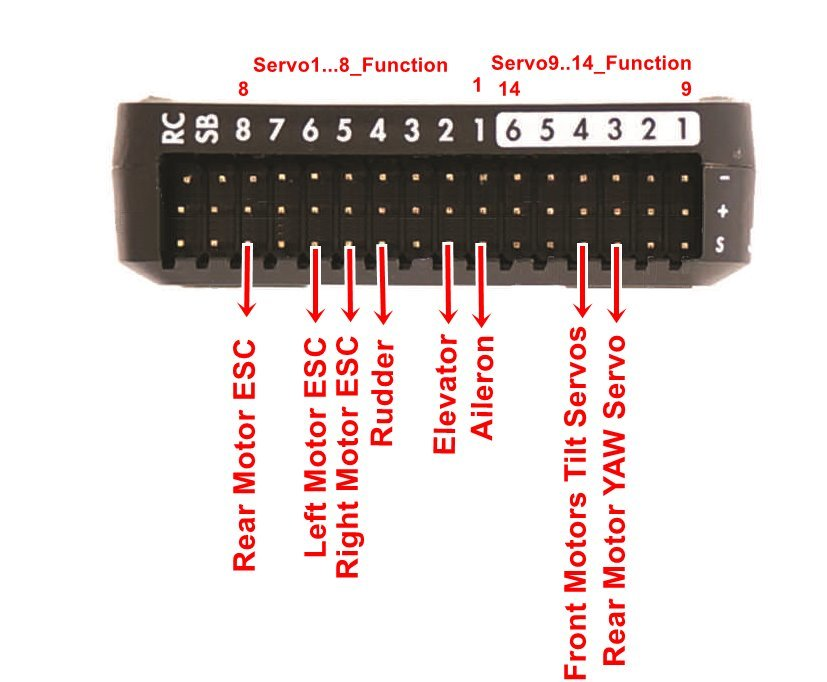 Servo1...8_Function
Servo9..14_Function
8
1
14
9
RC
SB
8
7
6
5
4
3
2
1
6
5
4
3
2
1
-
+
S
Rear Motor ESC
Left Motor ESC
Right Motor ESC
Rudder
Elevator
Aileron
Front Motors Tilt Servos
Rear Motor YAW Servo